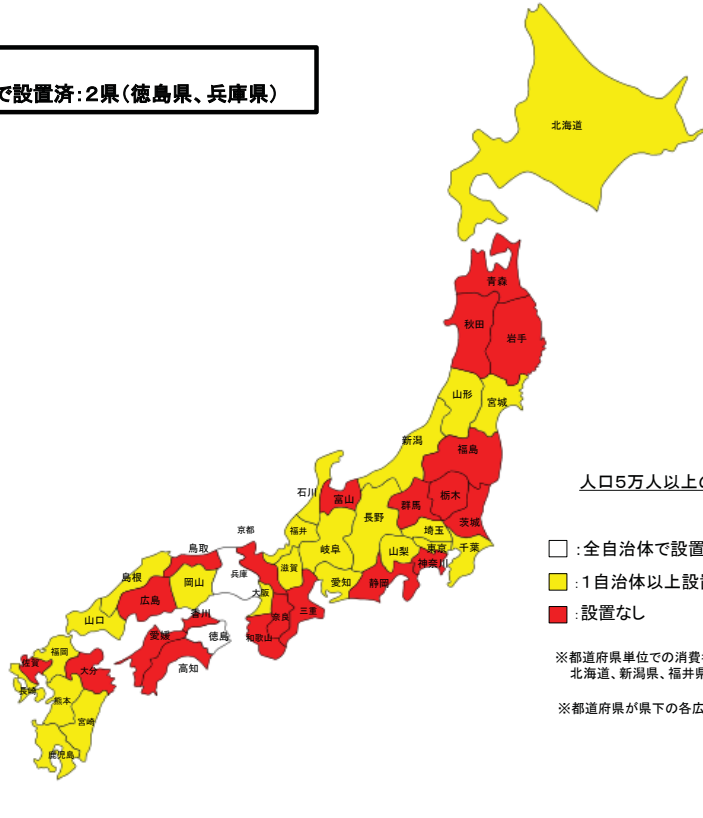 で設置済:2県(徳島県、兵庫県)
北海道
青森
秋田
岩手
山形
宮城
新潟
福島
石川
富山
群馬
栃木
茨城
福井
長野
埼玉
岐阜
山梨
東京
千葉
神奈川
愛知
静岡
京都
滋賀
鳥取
兵庫
大阪
奈良
三重
和歌山
島根
岡山
広島
山口
香川
徳島
愛媛
高知
福岡
佐賀
大分
長崎
熊本
宮崎
鹿児島
人口5万人以上の
:全自治体で設置
:1自治体以上設置
:設置なし
※都道府県単位での消費
北海道、新潟県、福井県
※都道府県が県下の各広